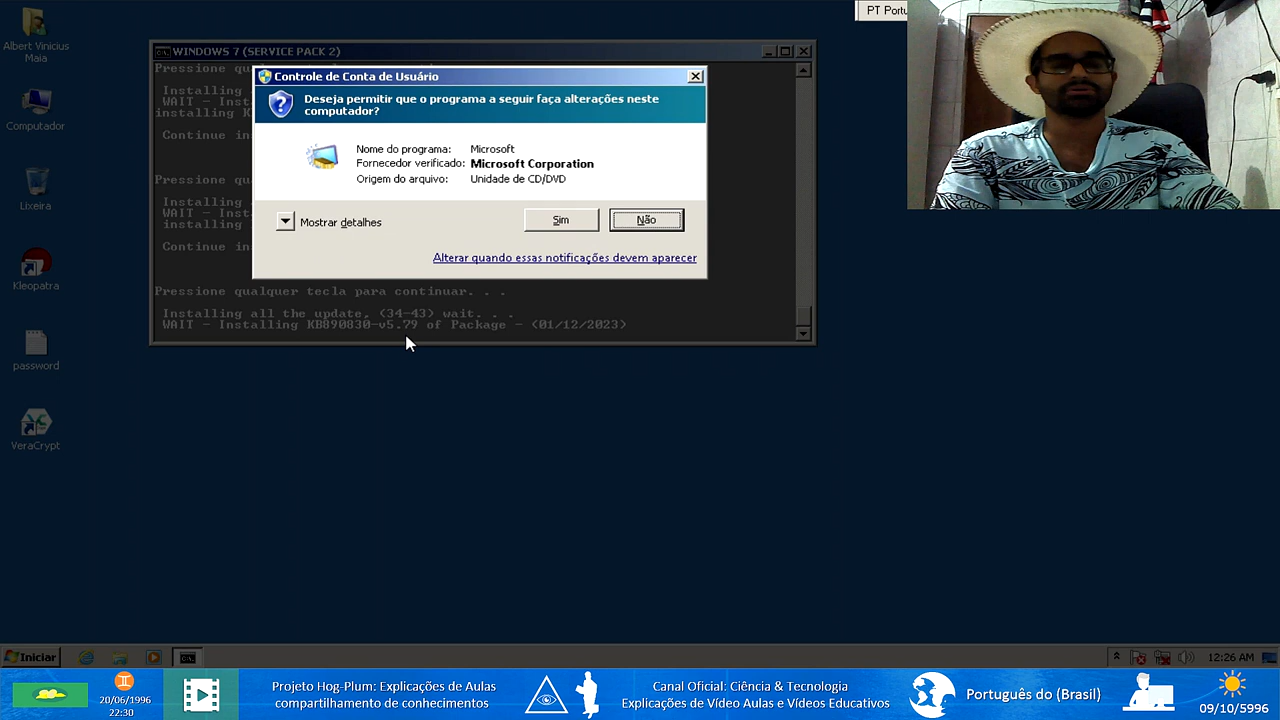 PT Portu
Albert Vinicius
Maia
Computador
Lixeira
Kleopatra
password
VeraCrypt
WINDOWS 7 (SERVICE PACK 2)
Pressione qu
Installing
WAIT - Inst
installing K
Continue in
Pressione qu
Installing
WAIT - Inst
installing
Continue in
Pressione qualquer tecla para continuar. . .
Installing all the update, (34-43) wait. . .
WAIT - Installing KB890830-v5.79 of Package - (01/12/2023)
Controle de Conta de Usuário
Deseja permitir que o programa a seguir faça alterações neste
computador?
Nome do programa: Microsoft
Fornecedor verificado: Microsoft Corporation
Origem do arquivo: Unidade de CD/DVD
Mostrar detalhes
Sim
Não
Alterar quando essas notificações devem aparecer
Iniciar
12:26 AM
20/06/1996
22:30
Projeto Hog-Plum: Explicações de Aulas
compartilhamento de conhecimentos
Canal Oficial: Ciência & Tecnologia
Explicações de Vídeo Aulas e Vídeos Educativos
Português do (Brasil)
09/10/5996